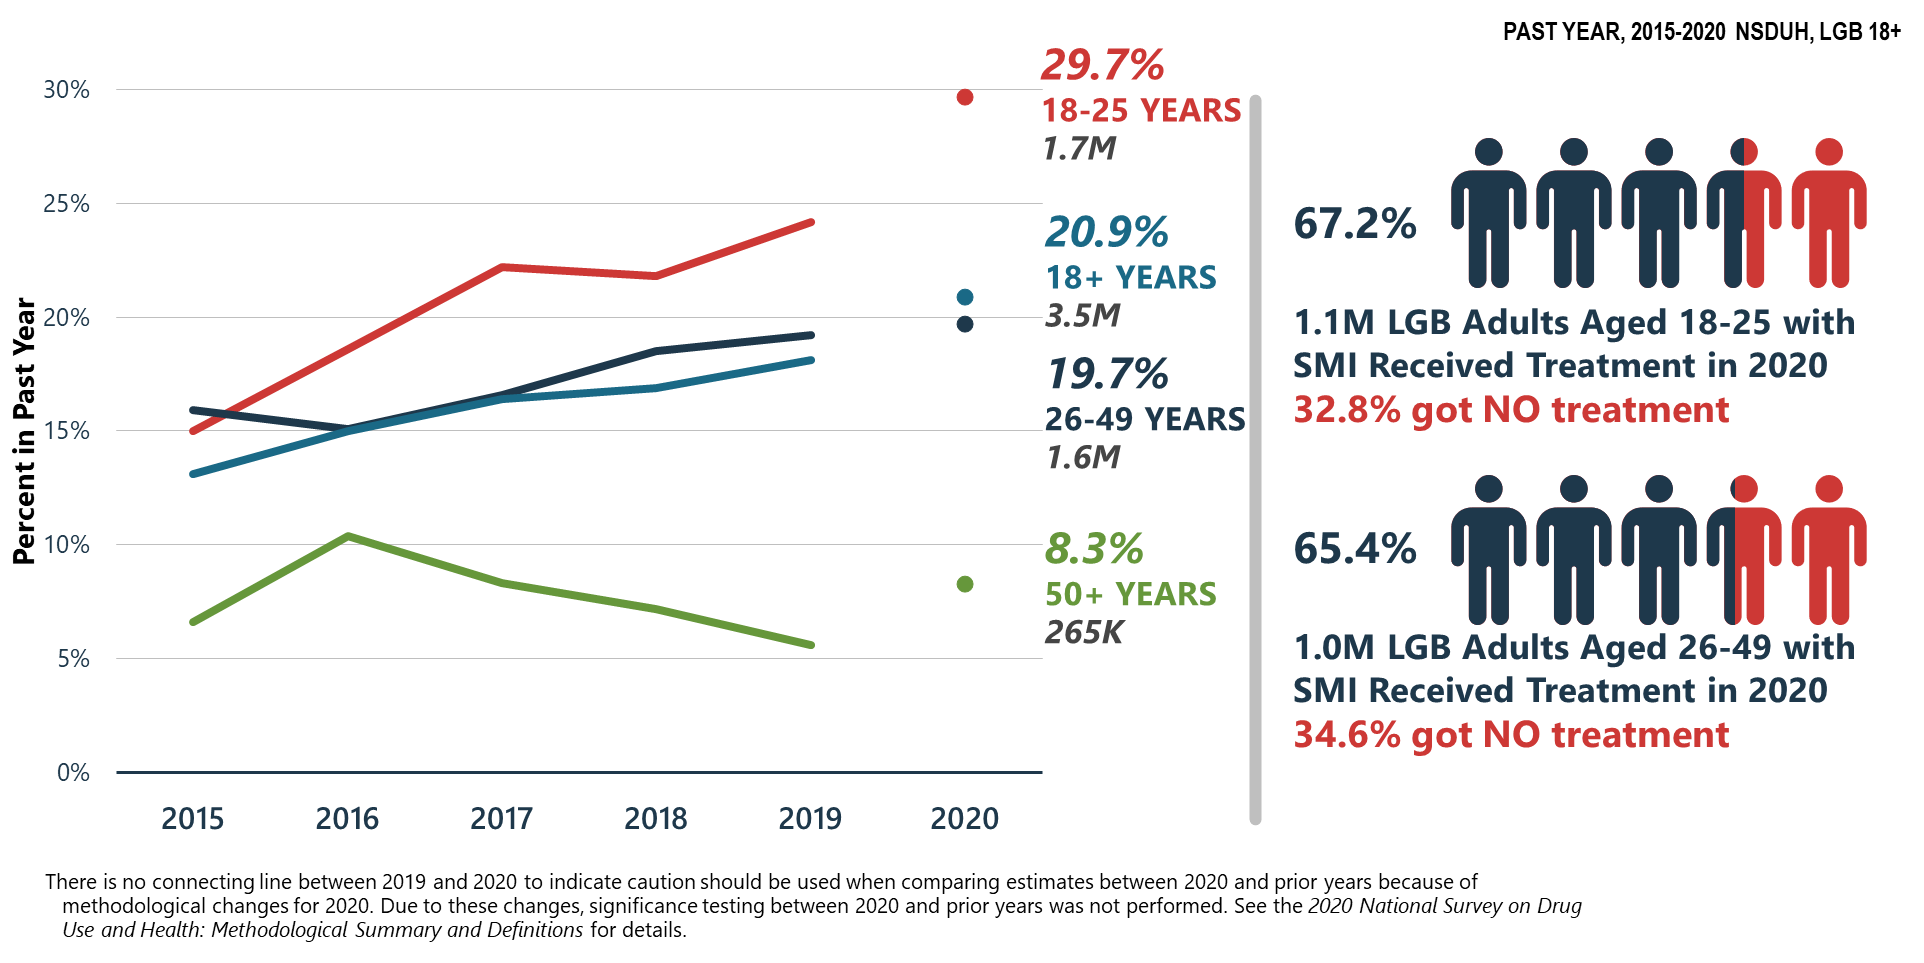 PAST YEAR, 2015-2020 NSDUH, LGB 18+
Percent in Past Year
30%
25%
20%
15%
10%
5%
0%
2015
2016
2017
2018
2019
2020
29.7%
18-25 YEARS
1.7M
20.9%
18+ YEARS
3.5M
19.7%
26-49 YEARS
1.6M
8.3%
50+ YEARS
265K
67.2%
1.1M LGB Adults Aged 18-25 with
SMI Received Treatment in 2020
32.8% got NO treatment
65.4%
1.0M LGB Adults Aged 26-49 with
SMI Received Treatment in 2020
34.6% got NO treatment
There is no connecting line between 2019 and 2020 to indicate caution should be used when comparing estimates between 2020 and prior years because of
methodological changes for 2020. Due to these changes, significance testing between 2020 and prior years was not performed. See the 2020 National Survey on Drug
Use and Health: Methodological Summary and Definitions for details.